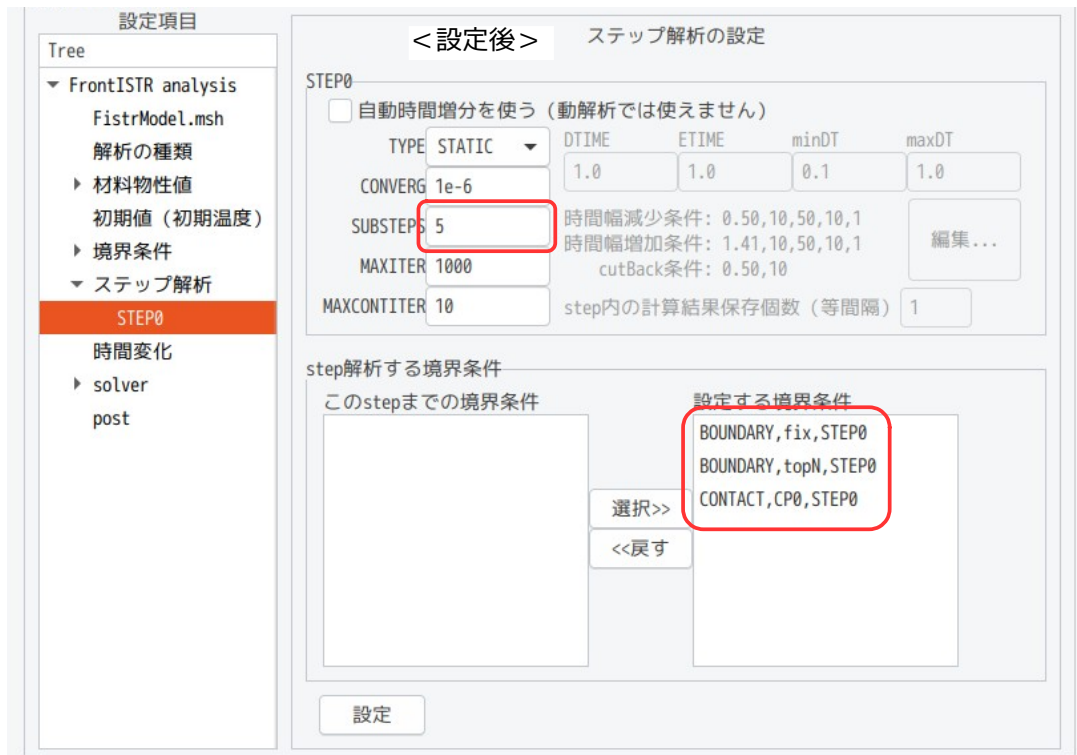 設定項目
Tree
FrontISTR analysis
FistrModel.msh
解析の種類
材料物性値
初期値（初期温度）
境界条件
ステップ解析
STEP0
時間変化
solver
post
＜設定後＞
ステップ解析の設定
STEP0
自動時間増分を使う（動解析では使えません）
TYPE STATIC
DTIME ETIME minDT maxDT
1.0 1.0 0.1 1.0
CONVERG 1e-6
SUBSTEPS 5
時間幅減少条件: 0.50,10,50,10,1
時間幅増加条件: 1.41,10,50,10,1
cutBack条件: 0.50,10
編集...
MAXITER 1000
MAXCONTITER 10
step内の計算結果保存個数（等間隔） 1
step解析する境界条件
このstepまでの境界条件
設定する境界条件
BOUNDARY,fix,STEP0
BOUNDARY,topN,STEP0
CONTACT,CP0,STEP0
選択>>
<<戻す
設定